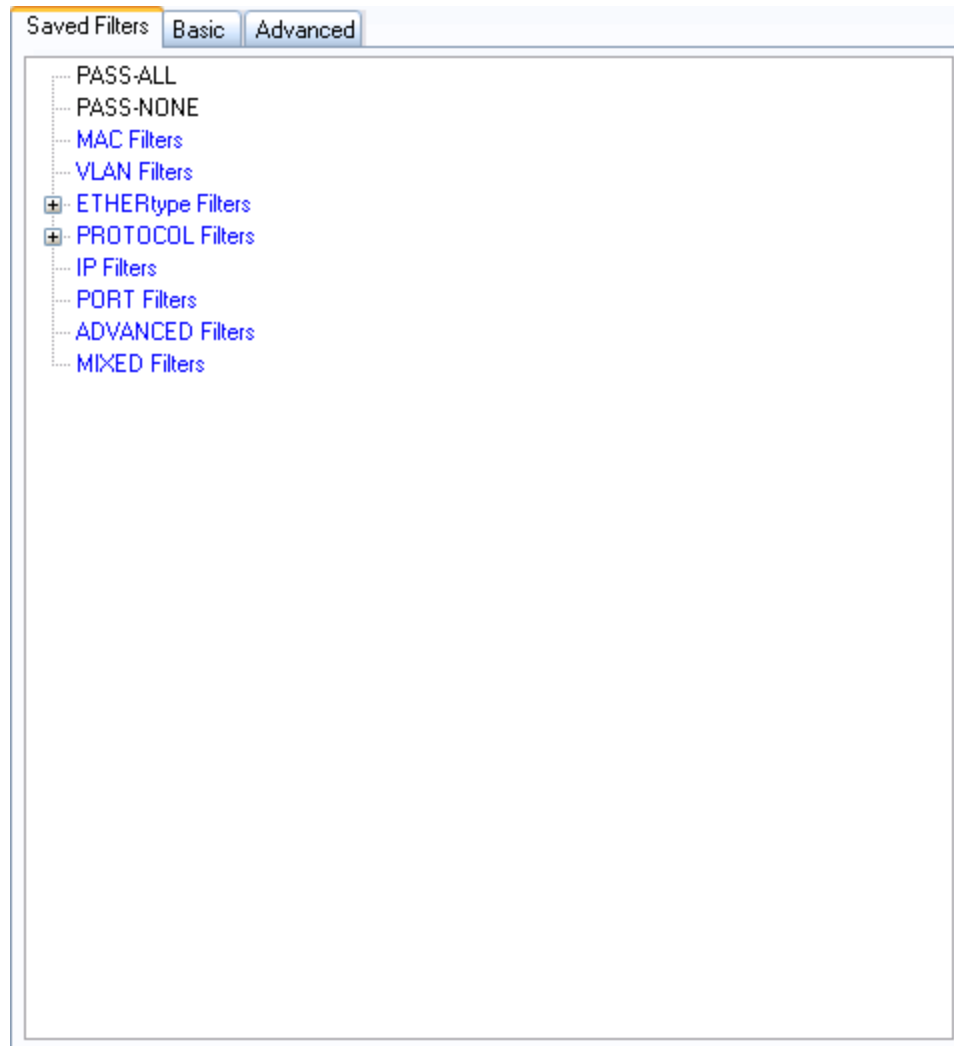 Saved Filters Basic Advanced
PASS-ALL
PASS-NONE
MAC Filters
VLAN Filters
ETHERtype Filters
PROTOCOL Filters
IP Filters
PORT Filters
ADVANCED Filters
MIXED Filters